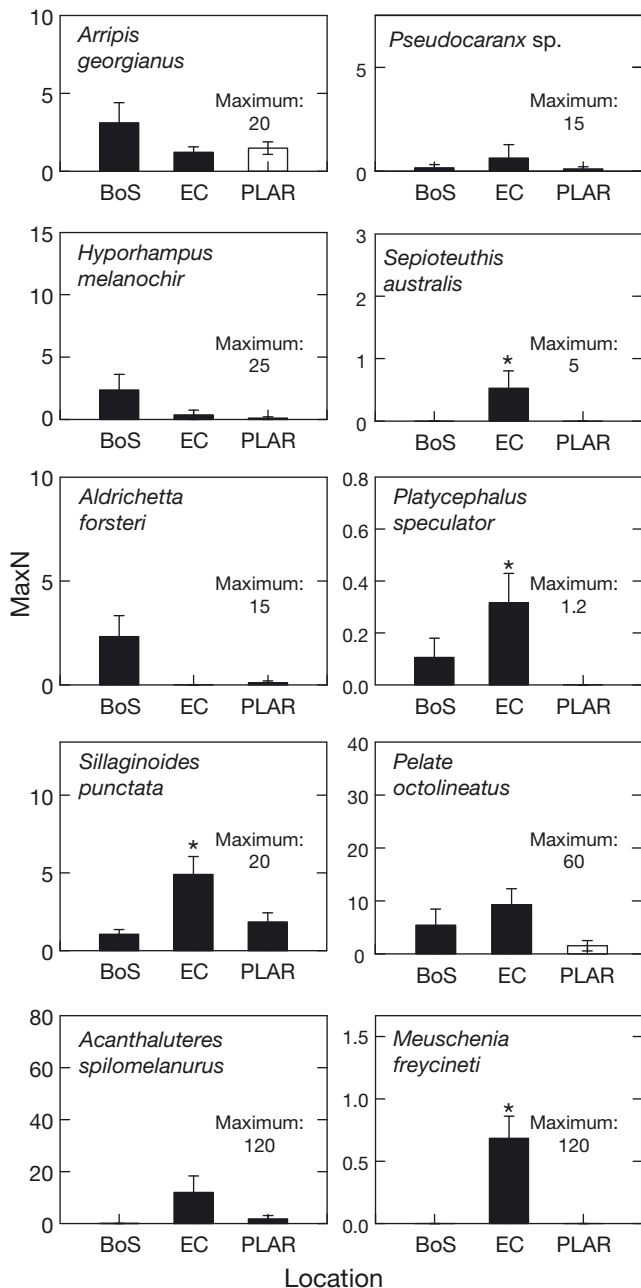 Arripis
georgianus
Maximum:
20
10
5
0
BoS EC PLAR
Pseudocaranx sp.
Maximum:
15
5
0
BoS EC PLAR
Hyporhampus
melanochir
Maximum:
25
15
10
5
0
BoS EC PLAR
Sepioteuthis
australis
*
Maximum:
5
3
2
1
0
BoS EC PLAR
Aldrichetta
forsteri
Maximum:
15
10
5
0
BoS EC PLAR
Platycephalus
speculator
*
Maximum:
1.2
0.8
0.6
0.4
0.2
0.0
BoS EC PLAR
Sillaginoides
punctata
*
Maximum:
20
10
5
0
BoS EC PLAR
Pelate
octolineatus
Maximum:
60
40
30
20
10
0
BoS EC PLAR
Acanthaluteres
spilomelanurus
Maximum:
120
80
60
40
20
0
BoS EC PLAR
Meuschenia
freycineti
*
Maximum:
120
1.5
1.0
0.5
0.0
BoS EC PLAR
MaxN
Location